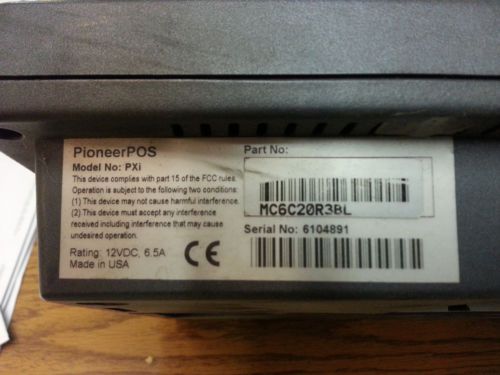 PioneerPOS
Model No: PXi
This device complies with part 15 of the FCC rules.
Operation is subject to the following two conditions:
(1) This device may not cause harmful interference.
(2) This device must accept any interference
received including interference that may cause
undesired operation.
Rating: 12VDC, 6.5A
Made in USA
CE
Part No:
MC6C20R3BL
Serial No: 6104891